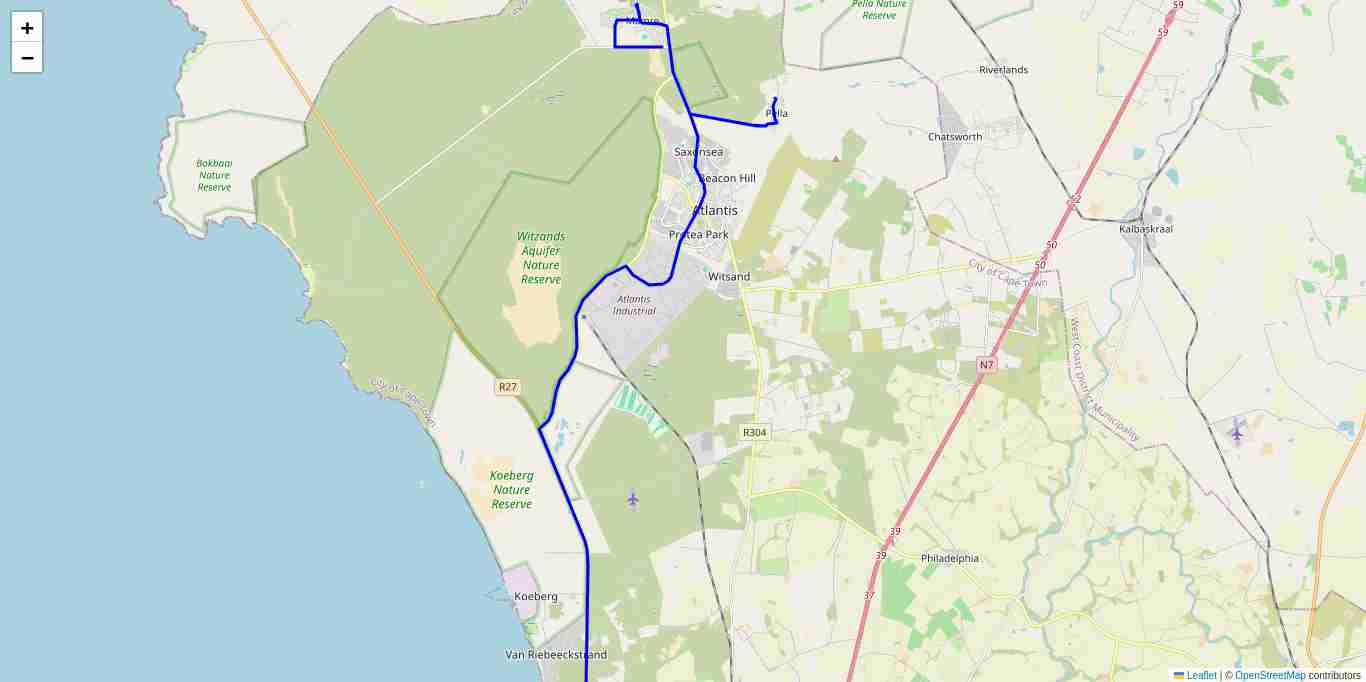 +
−
59
Pella Nature
Reserve
Mamre
59
Riverlands
Pella
Chatsworth
Saxonsea
Bokbaai
Nature
Reserve
Beacon Hill
52
Atlantis
Kalbaskraal
Protea Park
Witzands
Aquifer
Nature
Reserve
50
50
City of Cape Town
Witsand
Atlantis
Industrial
West Coast District Municipality
N7
R27
City of Cape Town
R304
Koeberg
Nature
Reserve
39
39
Philadelphia
37
Koeberg
Van Riebeeckstrand
Leaflet | © OpenStreetMap contributors